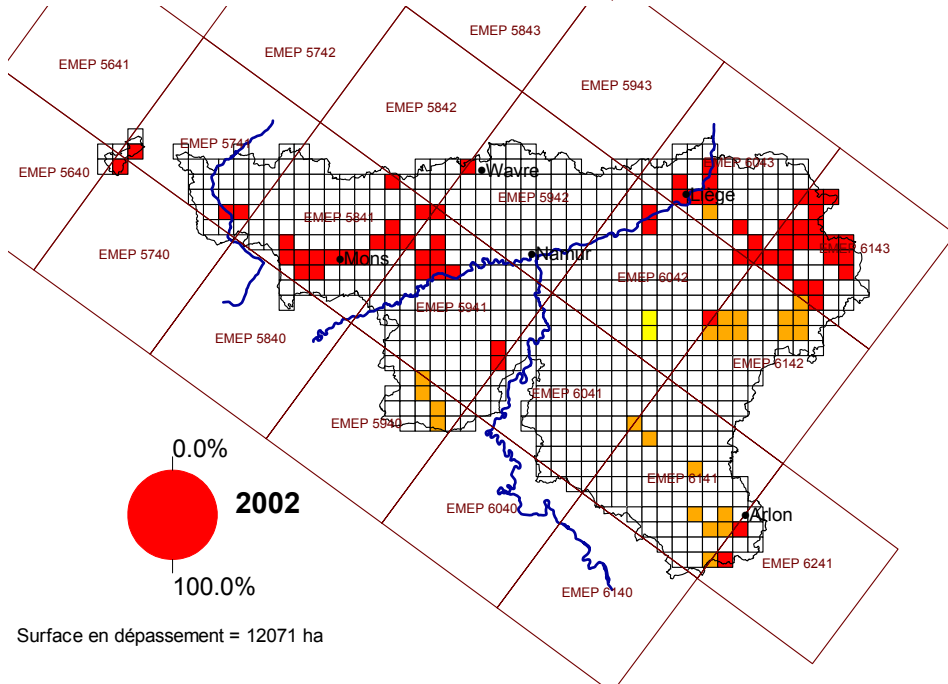 EMEP 5843
EMEP 5742
EMEP 5641
EMEP 5943
EMEP 5842
EMEP 5741
EMEP 6043
EMEP 5640
Wavre
Liège
EMEP 5942
EMEP 5841
EMEP 5740
Mons
Namur
EMEP 6143
EMEP 6042
EMEP 5941
EMEP 5840
EMEP 6142
EMEP 6041
EMEP 5940
0.0%
EMEP 6141
2002
EMEP 6040
Arlon
EMEP 6241
100.0%
EMEP 6140
Surface en dépassement = 12071 ha